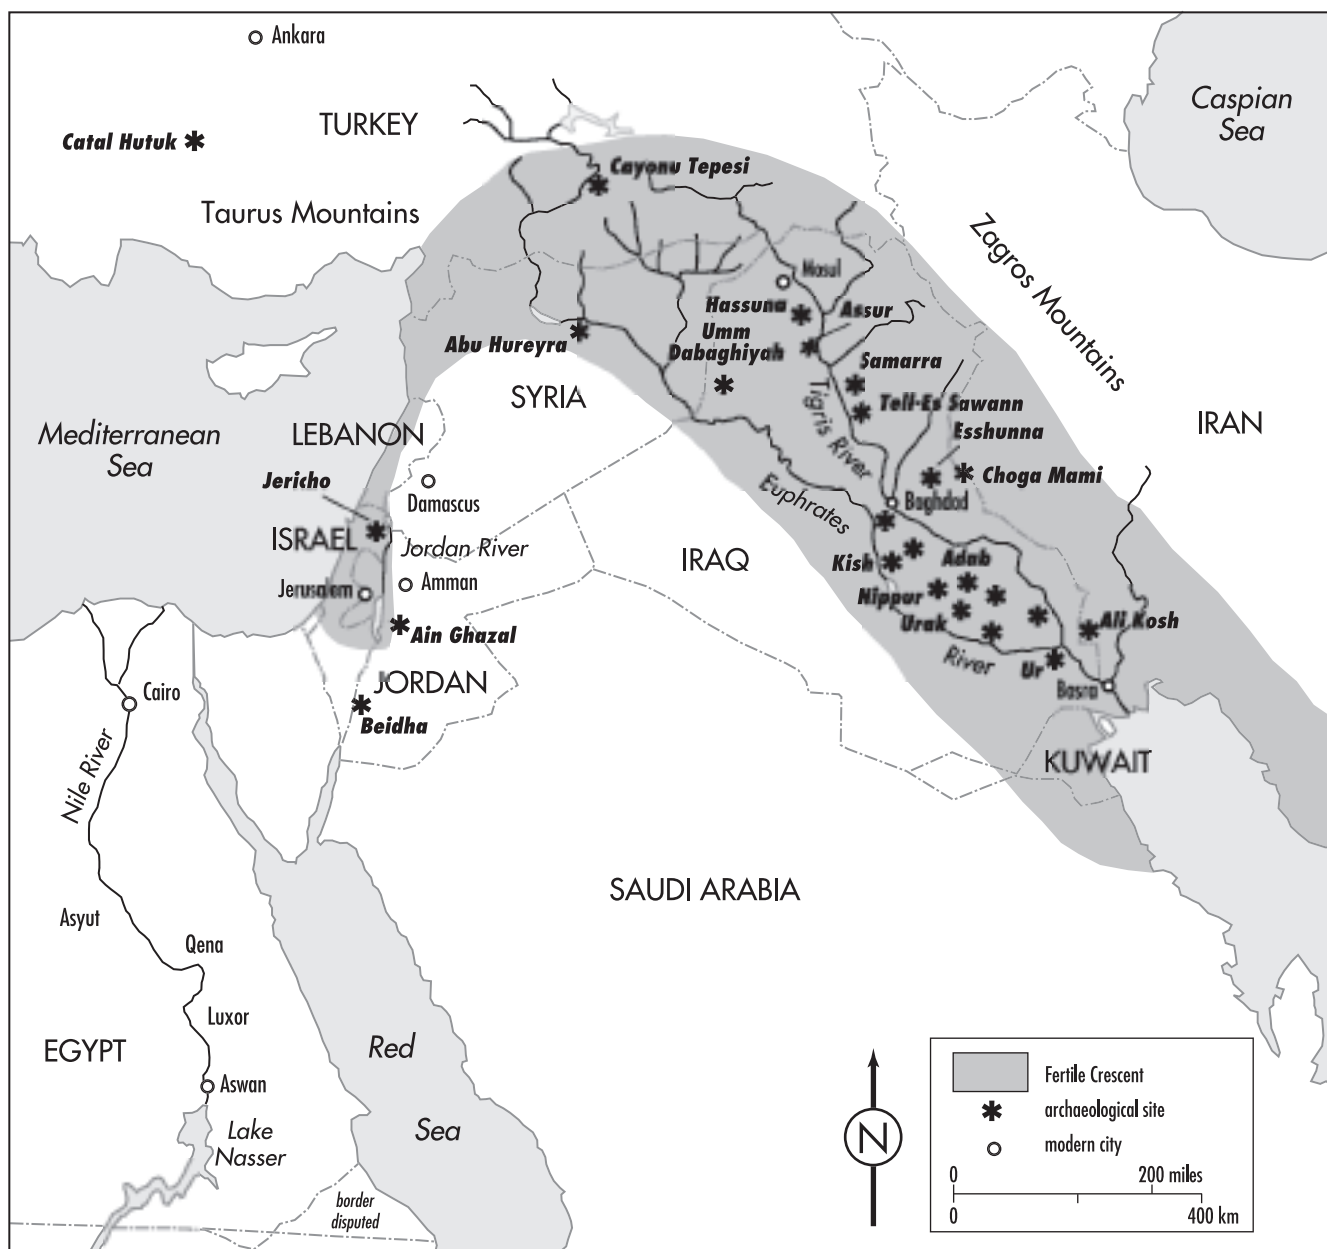 Ankara
Caspian
Sea
TURKEY
Catal Hutuk
Cayonu Tepesi
Taurus Mountains
Zagros Mountains
Mosul
Hassuna
Assur
Umm
Dabaghiyah
Abu Hureyra
Samarra
SYRIA
Tigris River
Tell-Es Sawann
IRAN
Mediterranean
Sea
LEBANON
Esshunna
Jericho
Choga Mami
Damascus
Euphrates
Baghdad
ISRAEL
Jordan River
IRAQ
Kish
Adab
Jerusalem
Amman
Nippur
Urak
Ali Kosh
Ain Ghazal
River
Ur
JORDAN
Basra
Cairo
Beidha
Nile River
KUWAIT
SAUDI ARABIA
Asyut
Qena
Luxor
EGYPT
Red
Sea
Aswan
Lake
Nasser
border
disputed
N
Fertile Crescent
archaeological site
modern city
0 200 miles
0 400 km